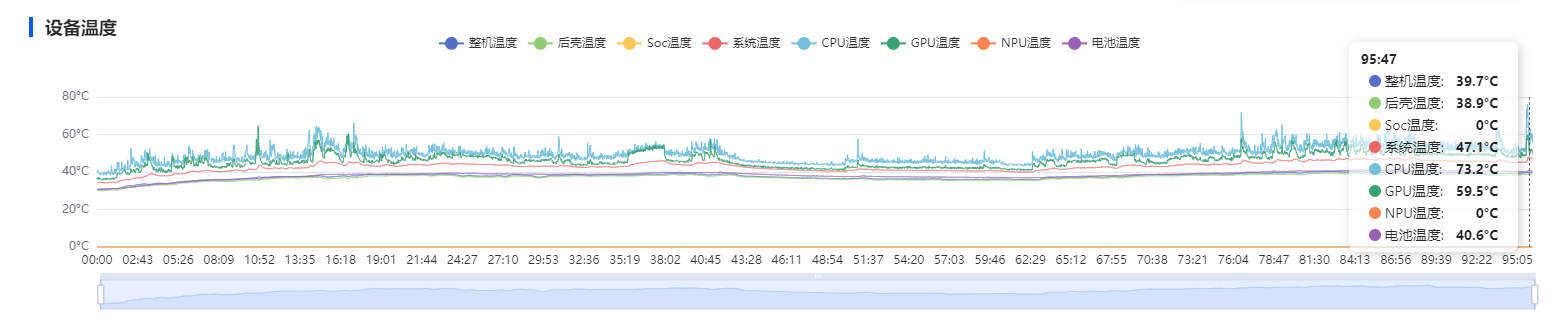 设备温度
整机温度 后壳温度 Soc温度 系统温度 CPU温度 GPU温度 NPU温度 电池温度
95:47
整机温度: 39.7°C
后壳温度: 38.9°C
Soc温度: 0°C
系统温度: 47.1°C
CPU温度: 73.2°C
GPU温度: 59.5°C
NPU温度: 0°C
电池温度: 40.6°C
80°C
60°C
40°C
20°C
0°C
00:00 02:43 05:26 08:09 10:52 13:35 16:18 19:01 21:44 24:27 27:10 29:53 32:36 35:19 38:02 40:45 43:28 46:11 48:54 51:37 54:20 57:03 59:46 62:29 65:12 67:55 70:38 73:21 76:04 78:47 81:30 84:13 86:56 89:39 92:22 95:05